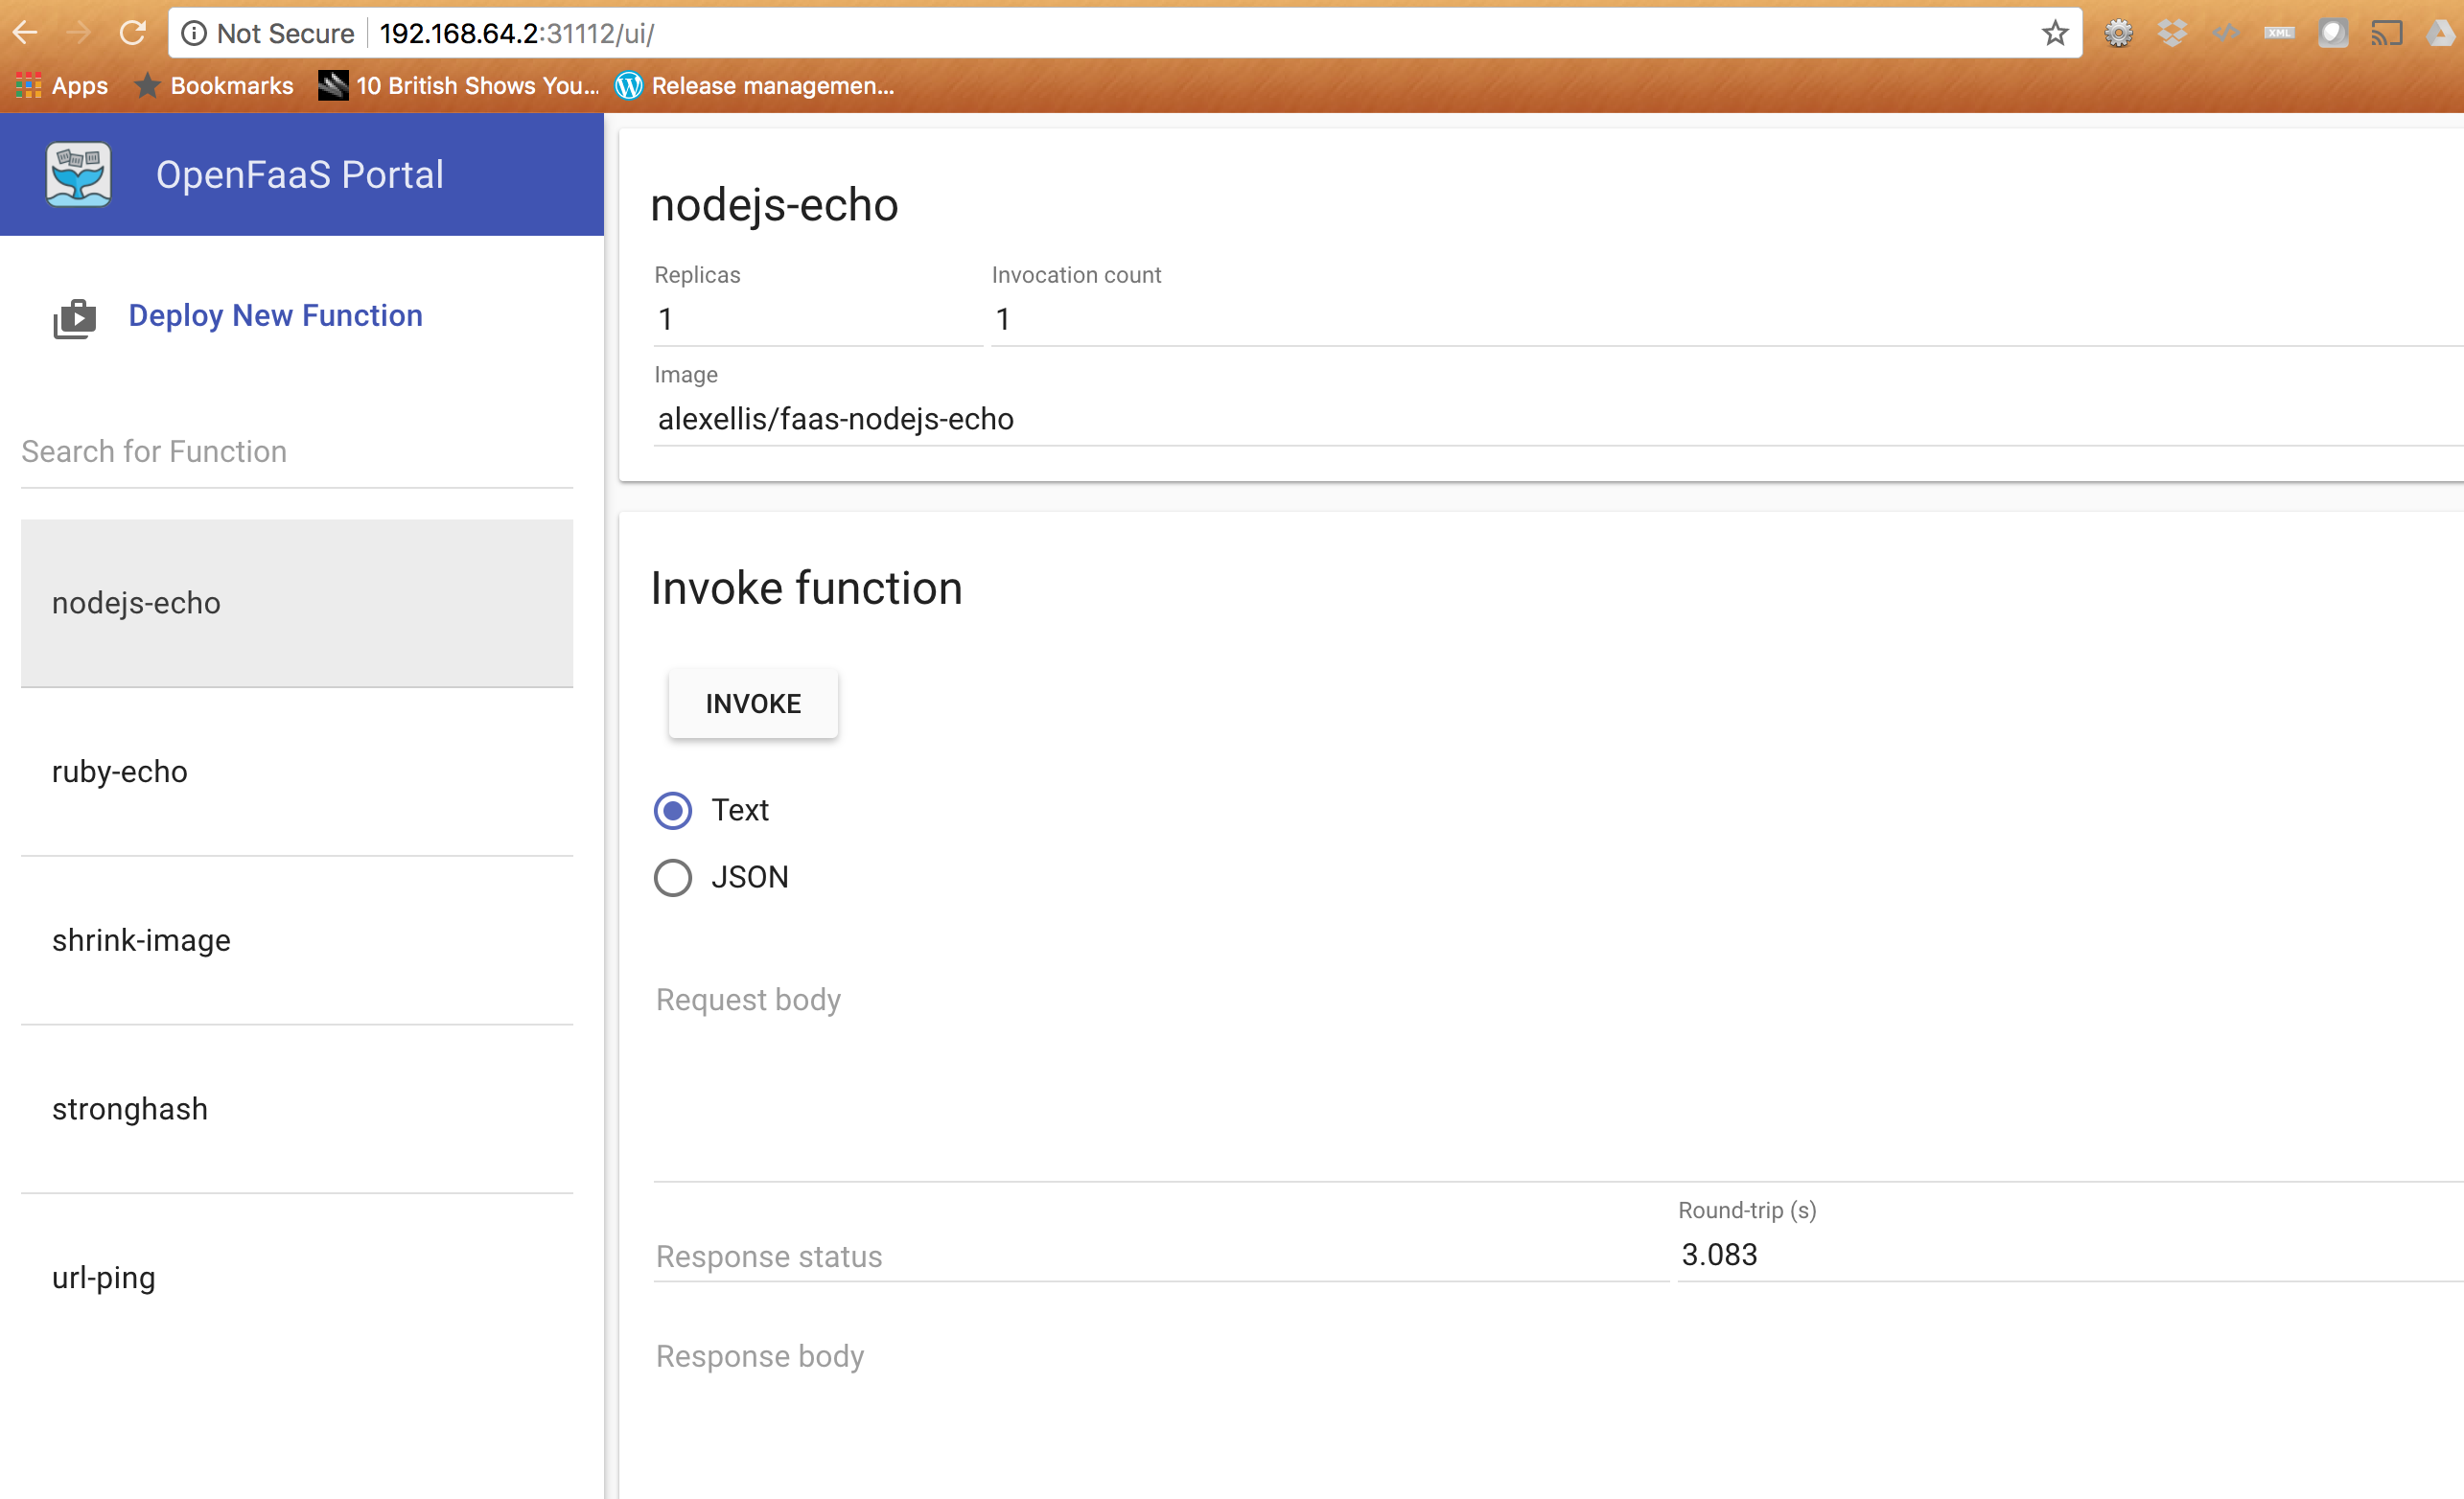 Not Secure 192.168.64.2:31112/ui/
XML
Apps Bookmarks 10 British Shows You... Release managemen...
OpenFaaS Portal
Deploy New Function
Search for Function
nodejs-echo
ruby-echo
shrink-image
stronghash
url-ping
nodejs-echo
Replicas Invocation count
1 1
Image
alexellis/faas-nodejs-echo
Invoke function
INVOKE
Text
JSON
Request body
Round-trip (s)
Response status 3.083
Response body